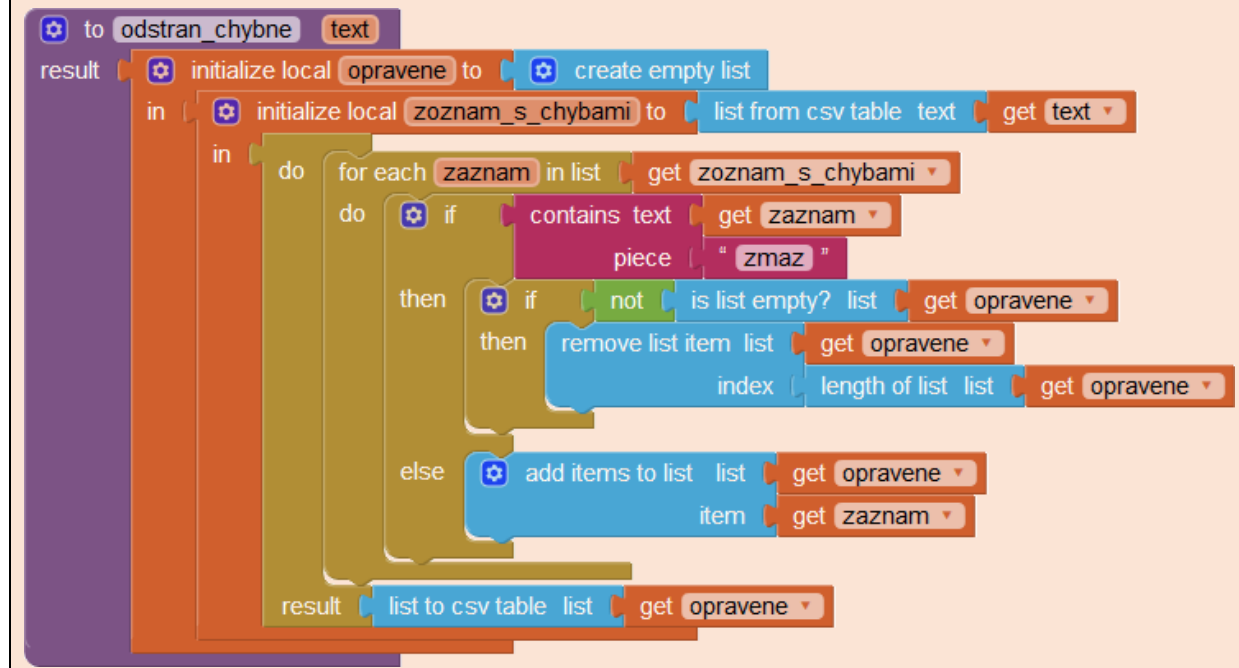 to odstran_chybne text
result initialize local opravene to create empty list
in initialize local zoznam_s_chybami to list from csv table text get text
in
do for each zaznam in list get zoznam_s_chybami
do if contains text get zaznam
piece " zmaz "
then if not is list empty? list get opravene
then remove list item list get opravene
index length of list list get opravene
else add items to list list get opravene
item get zaznam
result list to csv table list get opravene